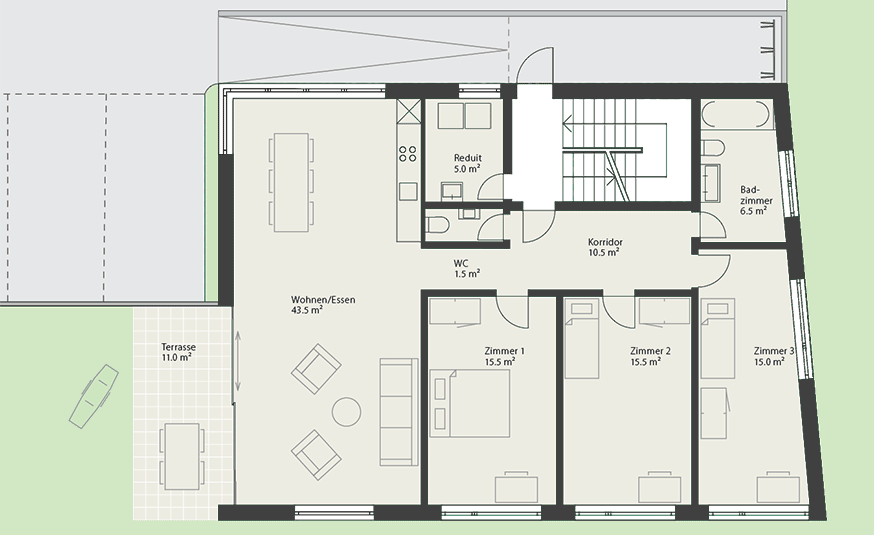 Reduit
5.0 m²
Bad-
zimmer
6.5 m²
Korridor
10.5 m²
WC
1.5 m²
Wohnen/Essen
43.5 m²
Terrasse
11.0 m²
Zimmer 1
15.5 m²
Zimmer 2
15.5 m²
Zimmer 3
15.0 m²